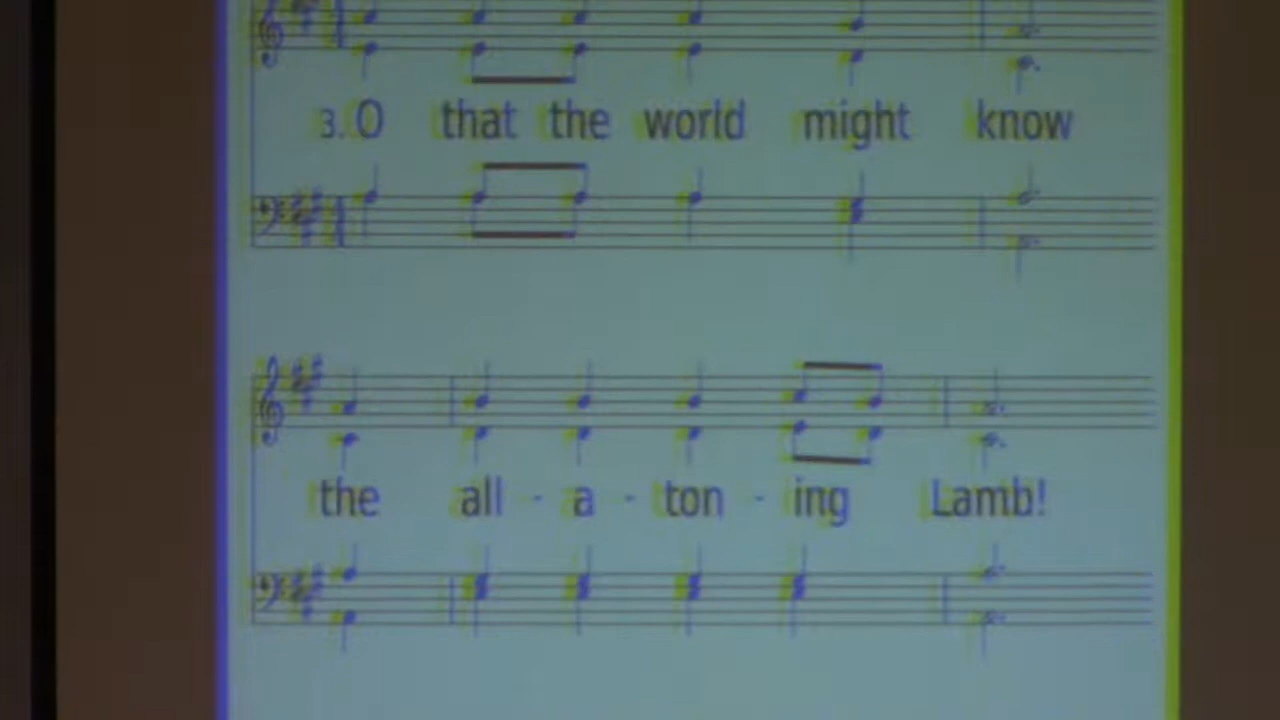 3. O that the world might know
the all - a - ton - ing Lamb!